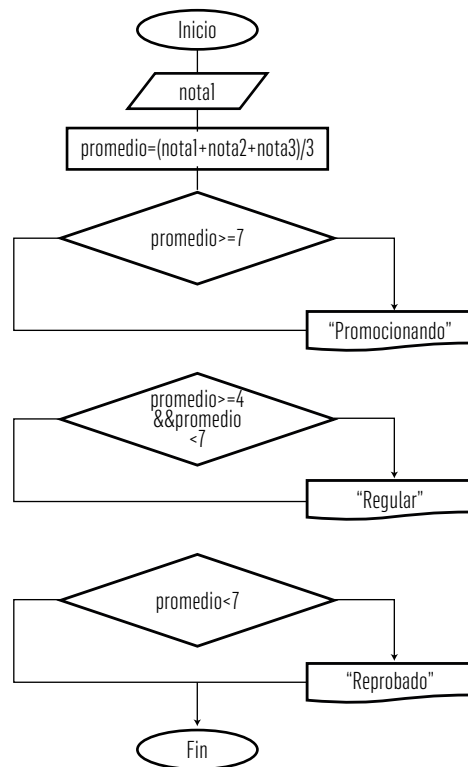 Inicio
nota1
promedio=(nota1+nota2+nota3)/3
promedio>=7
“Promocionando”
promedio>=4
&&promedio
<7
“Regular”
promedio<7
“Reprobado”
Fin